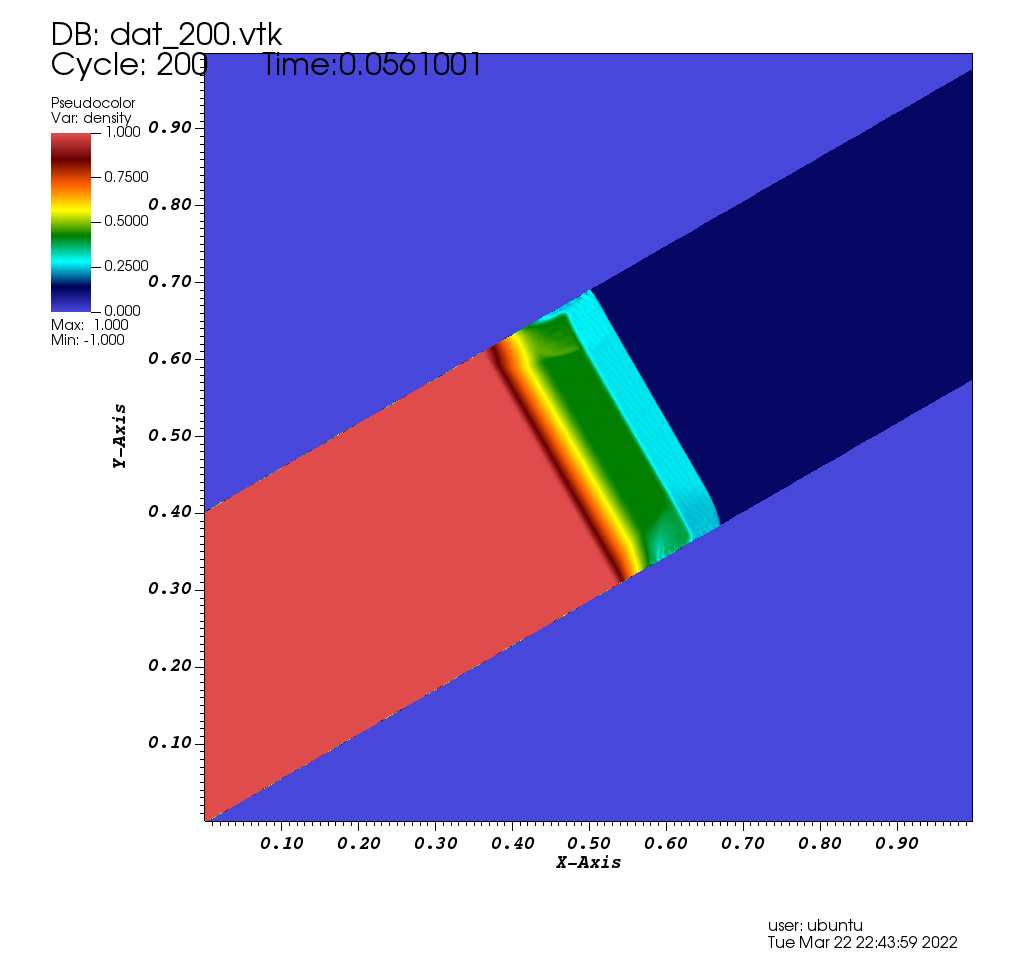 DB: dat_200.vtk
Cycle: 200 Time:0.0561001
Pseudocolor
Var: density
1.000
0.7500
0.5000
0.2500
0.000
Max: 1.000
Min: -1.000
0.90
0.80
0.70
0.60
0.50
0.40
0.30
0.20
0.10
Y-Axis
0.10 0.20 0.30 0.40 0.50 0.60 0.70 0.80 0.90
X-Axis
user: ubuntu
Tue Mar 22 22:43:59 2022